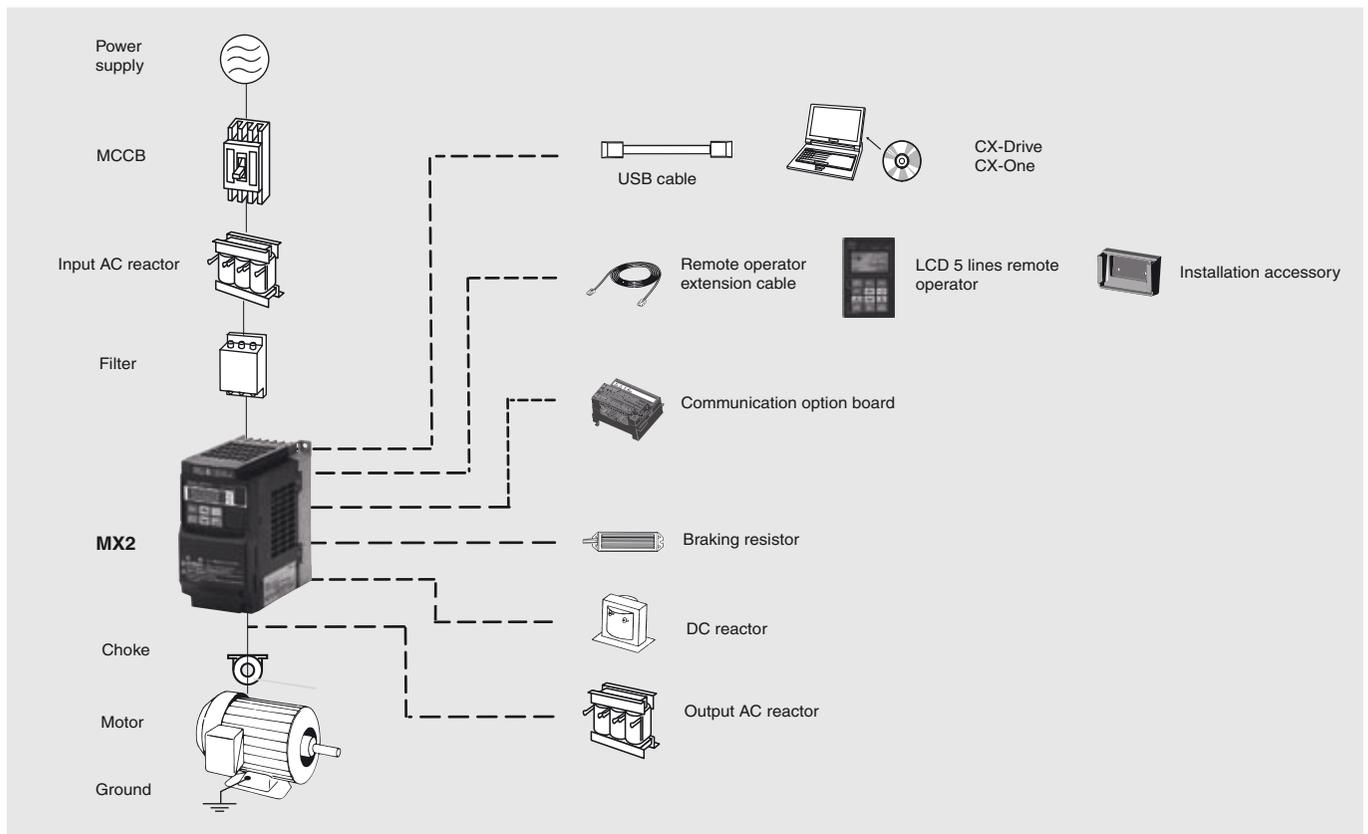 Power
supply
MCCB
Input AC reactor
Filter
MX2
Choke
Motor
Ground
USB cable
CX-Drive
CX-One
Remote operator
extension cable
LCD 5 lines remote
operator
Installation accessory
Communication option board
Braking resistor
DC reactor
Output AC reactor